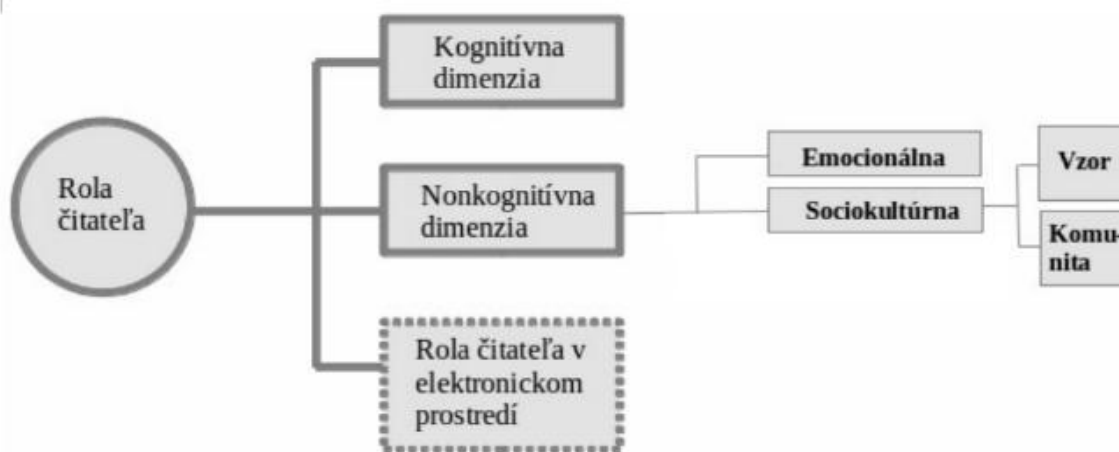 Rola
čitateľa
Kognitívna
dimenzia
Nonkognitívna
dimenzia
Rola čitateľa v
elektronickom
prostredí
Emocionálna
Sociokultúrna
Vzor
Komu-
nita